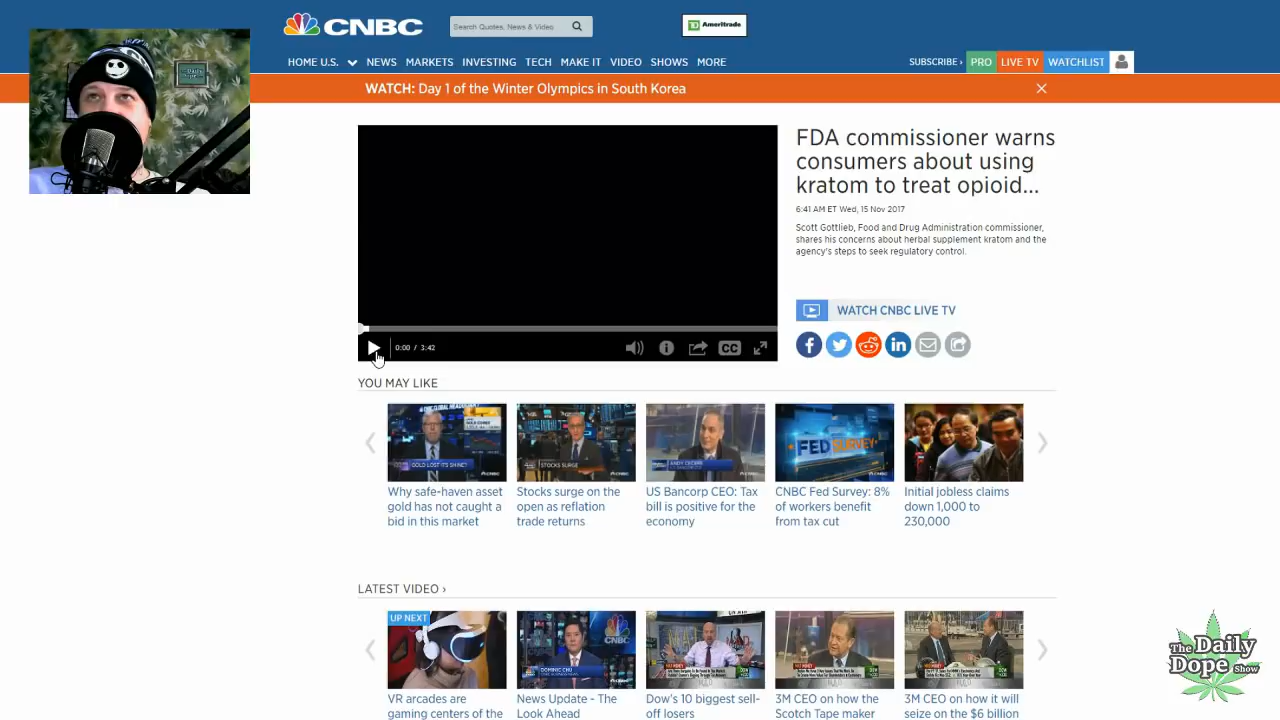 CNBC
Search Quotes, News & Video
TD Ameritrade
HOME U.S. NEWS MARKETS INVESTING TECH MAKE IT VIDEO SHOWS MORE
SUBSCRIBE › PRO LIVE TV WATCHLIST
WATCH: Day 1 of the Winter Olympics in South Korea
FDA commissioner warns
consumers about using
kratom to treat opioid...
6:41 AM ET Wed, 15 Nov 2017
Scott Gottlieb, Food and Drug Administration commissioner,
shares his concerns about herbal supplement kratom and the
agency's steps to seek regulatory control.
WATCH CNBC LIVE TV
0:00 / 3:42
CC
YOU MAY LIKE
GOLD LOST ITS SHINE?
STOCKS SURGE
FED SURVEY
Why safe-haven asset
gold has not caught a
bid in this market
Stocks surge on the
open as reflation
trade returns
US Bancorp CEO: Tax
bill is positive for the
economy
CNBC Fed Survey: 8%
of workers benefit
from tax cut
Initial jobless claims
down 1,000 to
230,000
LATEST VIDEO ›
UP NEXT
DOMINIC CHU
VR arcades are
gaming centers of the
News Update - The
Look Ahead
Dow's 10 biggest sell-
off losers
3M CEO on how the
Scotch Tape maker
3M CEO on how it will
seize on the $6 billion
The Daily
Dope Show